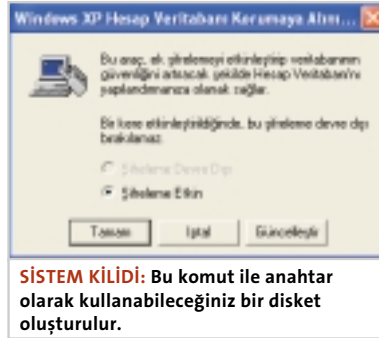 Windows XP Hesap Veritabanı Korumaya Alını...
Bu araç, ek şifrelemeyi etkinleştirip veritabanının
güvenliğini artıracak şekilde Hesap Veritabanı'nı
yapılandırmanıza olanak sağlar.
Bir kere etkinleştirildiğinde, bu şifreleme devre dışı
bırakılamaz.
Şifreleme Devre Dışı
Şifreleme Etkin
Tamam İptal Güncelleştir
SİSTEM KİLİDİ: Bu komut ile anahtar
olarak kullanabileceğiniz bir disket
oluşturulur.